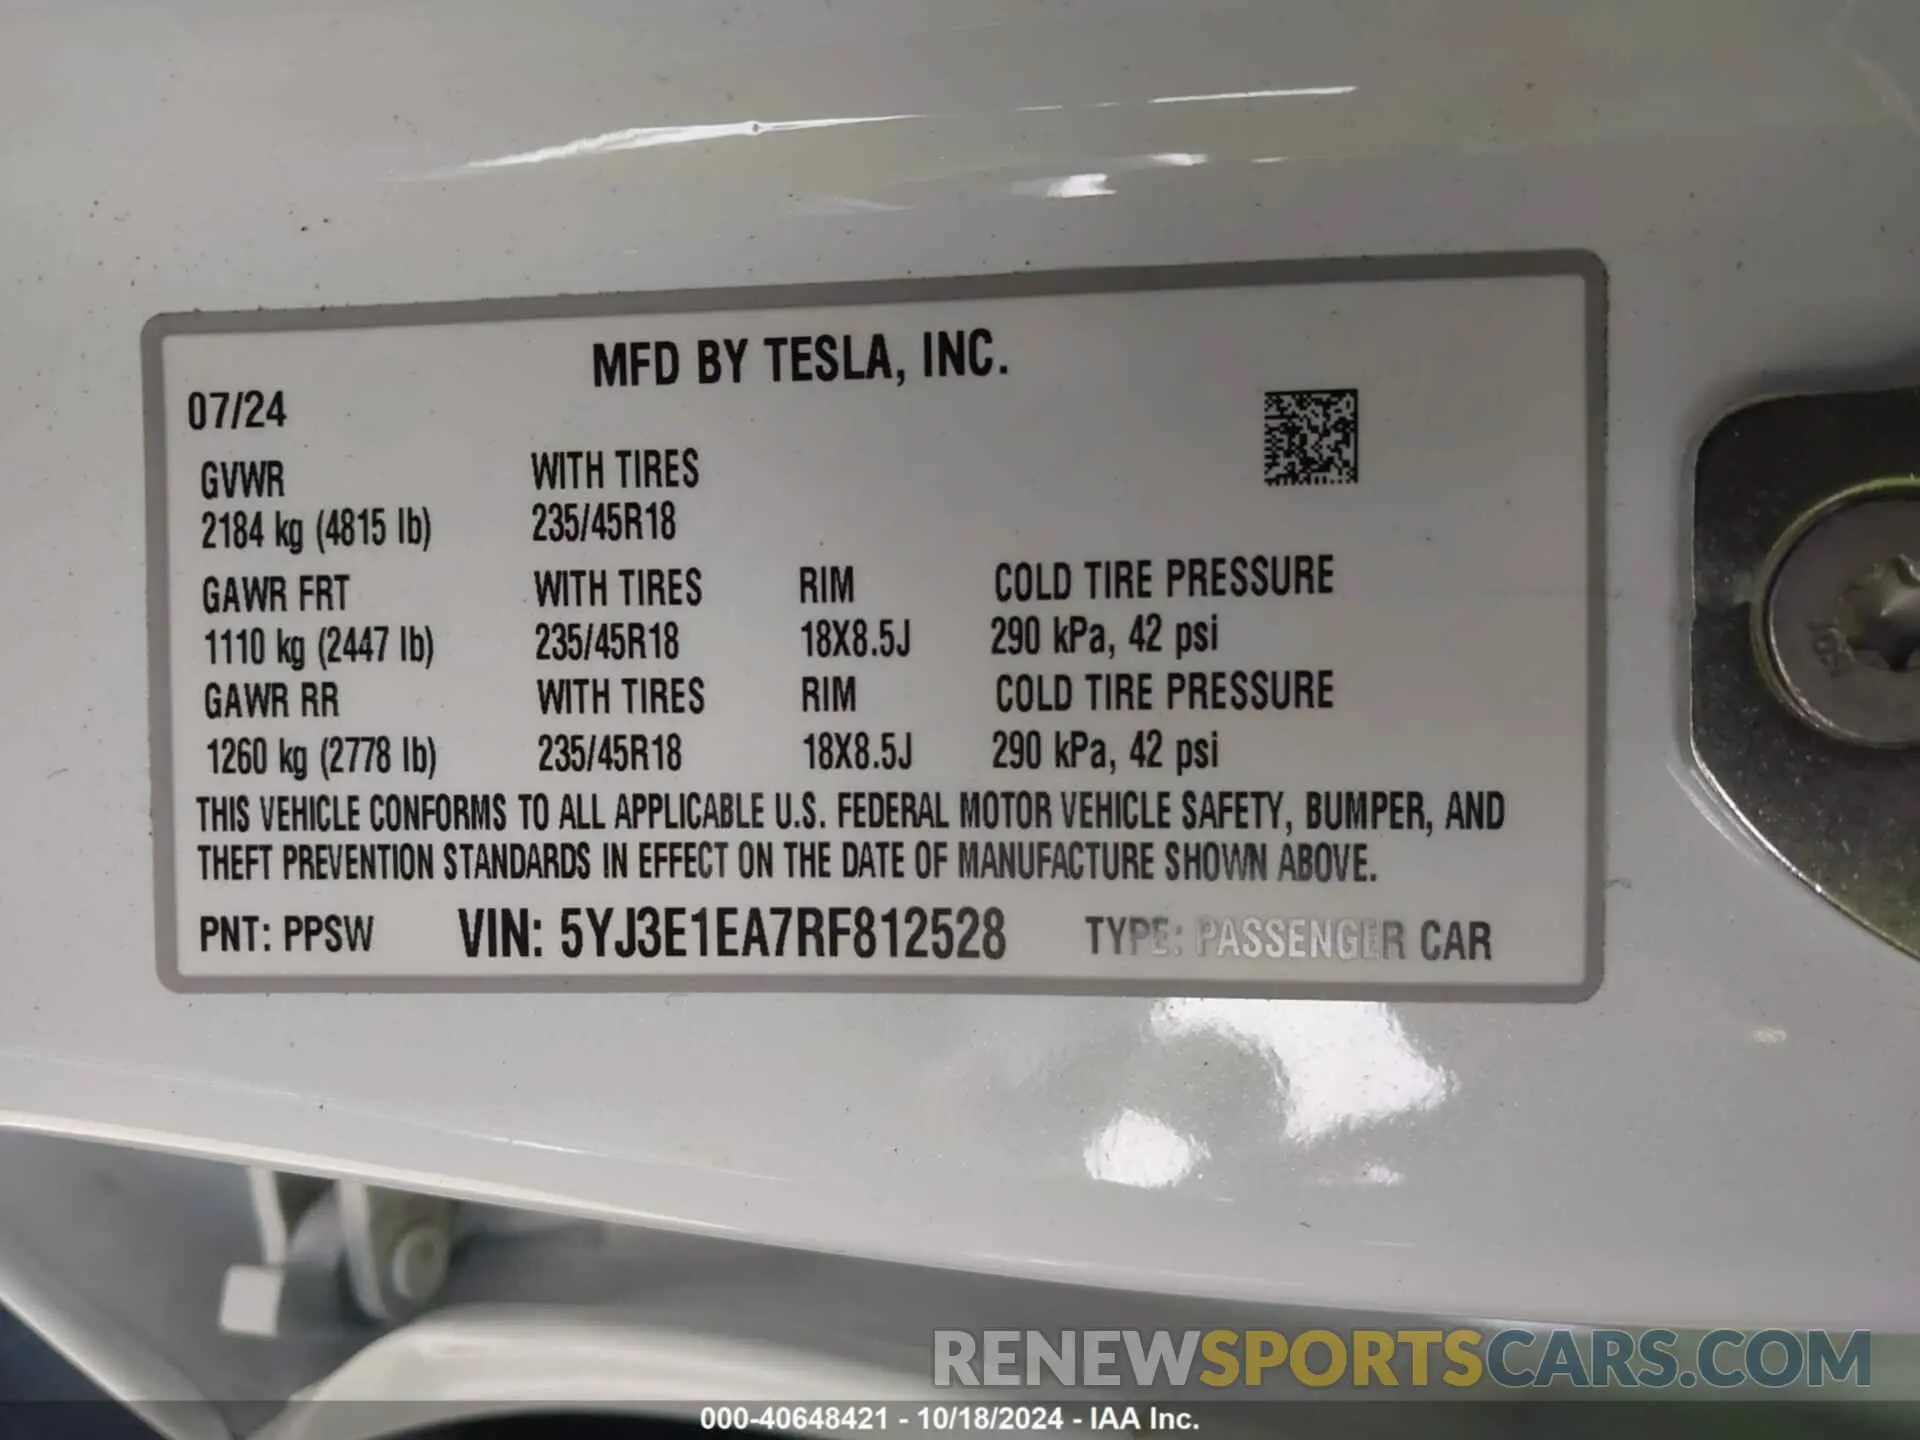 MFD BY TESLA, INC.
07/24
GVWR WITH TIRES
2184 kg (4815 lb) 235/45R18
GAWR FRT WITH TIRES RIM COLD TIRE PRESSURE
1110 kg (2447 lb) 235/45R18 18X8.5J 290 kPa, 42 psi
GAWR RR WITH TIRES RIM COLD TIRE PRESSURE
1260 kg (2778 lb) 235/45R18 18X8.5J 290 kPa, 42 psi
THIS VEHICLE CONFORMS TO ALL APPLICABLE U.S. FEDERAL MOTOR VEHICLE SAFETY, BUMPER, AND
THEFT PREVENTION STANDARDS IN EFFECT ON THE DATE OF MANUFACTURE SHOWN ABOVE.
PNT: PPSW VIN: 5YJ3E1EA7RF812528 TYPE: PASSENGER CAR
RENEWSPORTSCARS.COM
000-40648421 - 10/18/2024 - IAA Inc.